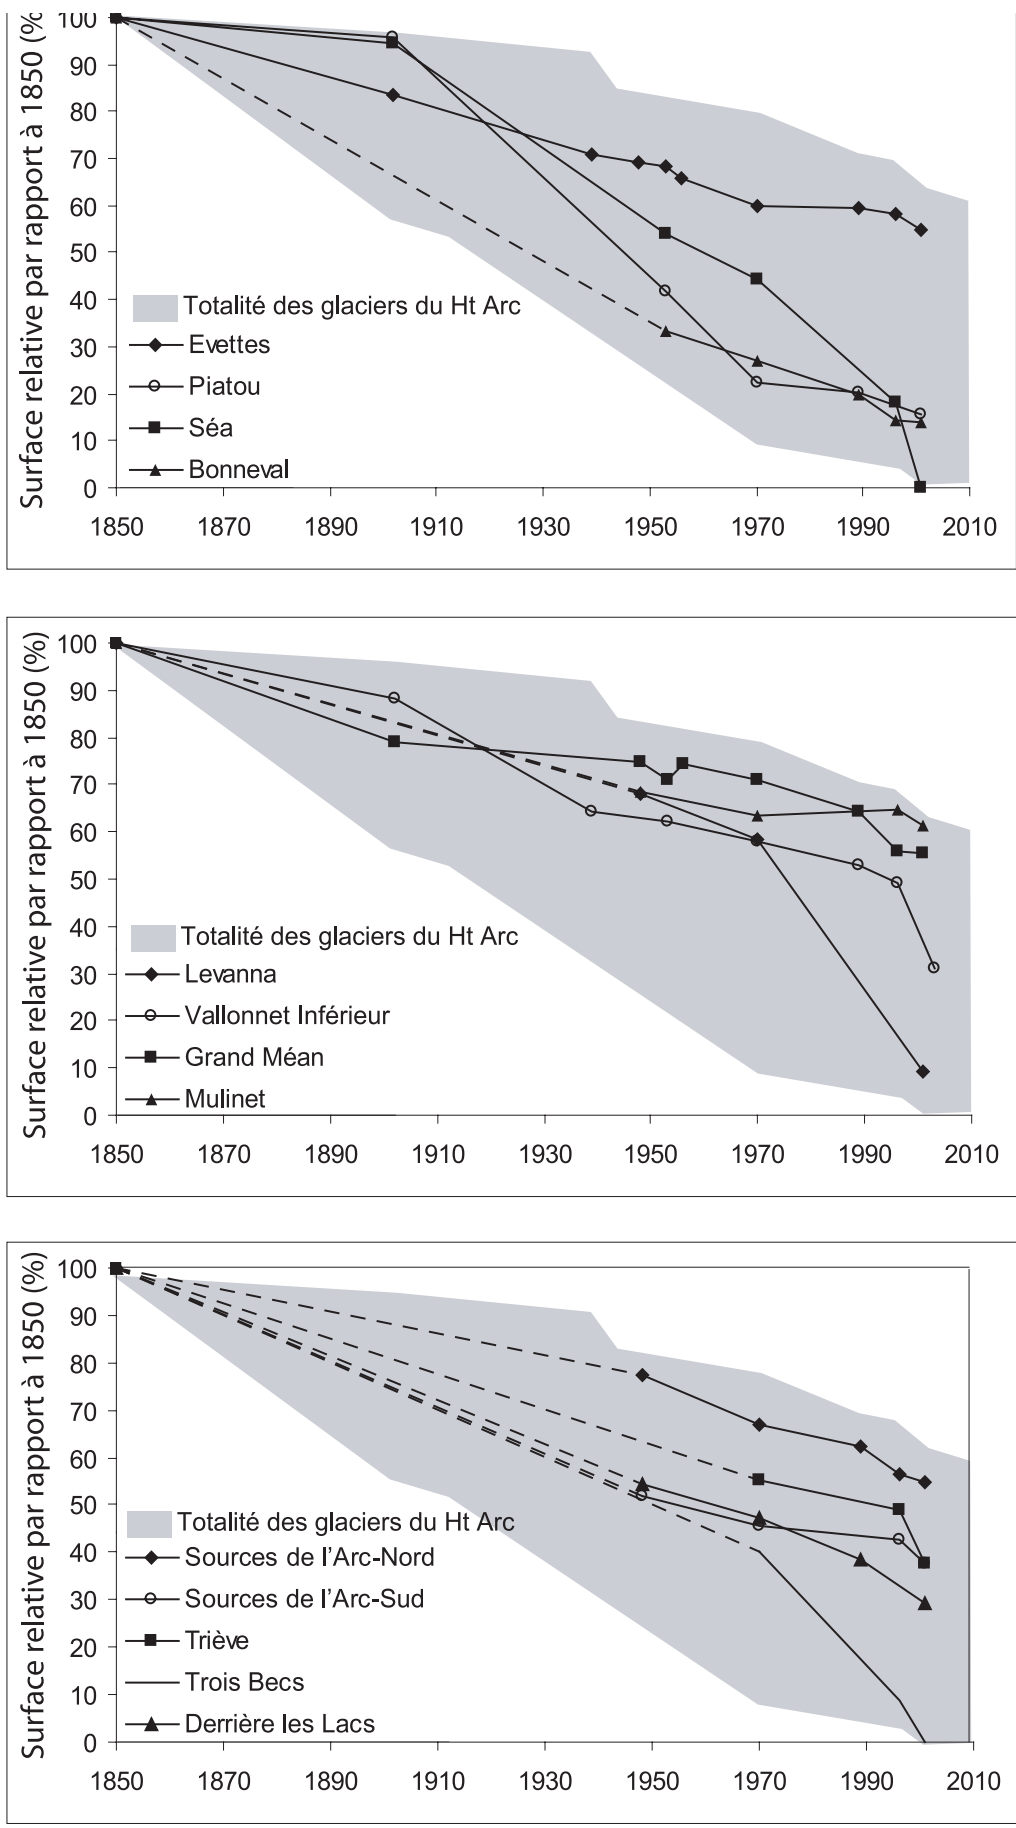 Surface relative par rapport à 1850 (%
100
90
80
70
60
50
40
30
20
10
0
Totalité des glaciers du Ht Arc
Evettes
Piatou
Séa
Bonneval
1850 1870 1890 1910 1930 1950 1970 1990 2010
Surface relative par rapport à 1850 (%)
100
90
80
70
60
50
40
30
20
10
0
Totalité des glaciers du Ht Arc
Levanna
Vallonnet Inférieur
Grand Méan
Mulinet
1850 1870 1890 1910 1930 1950 1970 1990 2010
Surface relative par rapport à 1850 (%)
100
90
80
70
60
50
40
30
20
10
0
Totalité des glaciers du Ht Arc
Sources de l'Arc-Nord
Sources de l'Arc-Sud
Triève
Trois Becs
Derrière les Lacs
1850 1870 1890 1910 1930 1950 1970 1990 2010